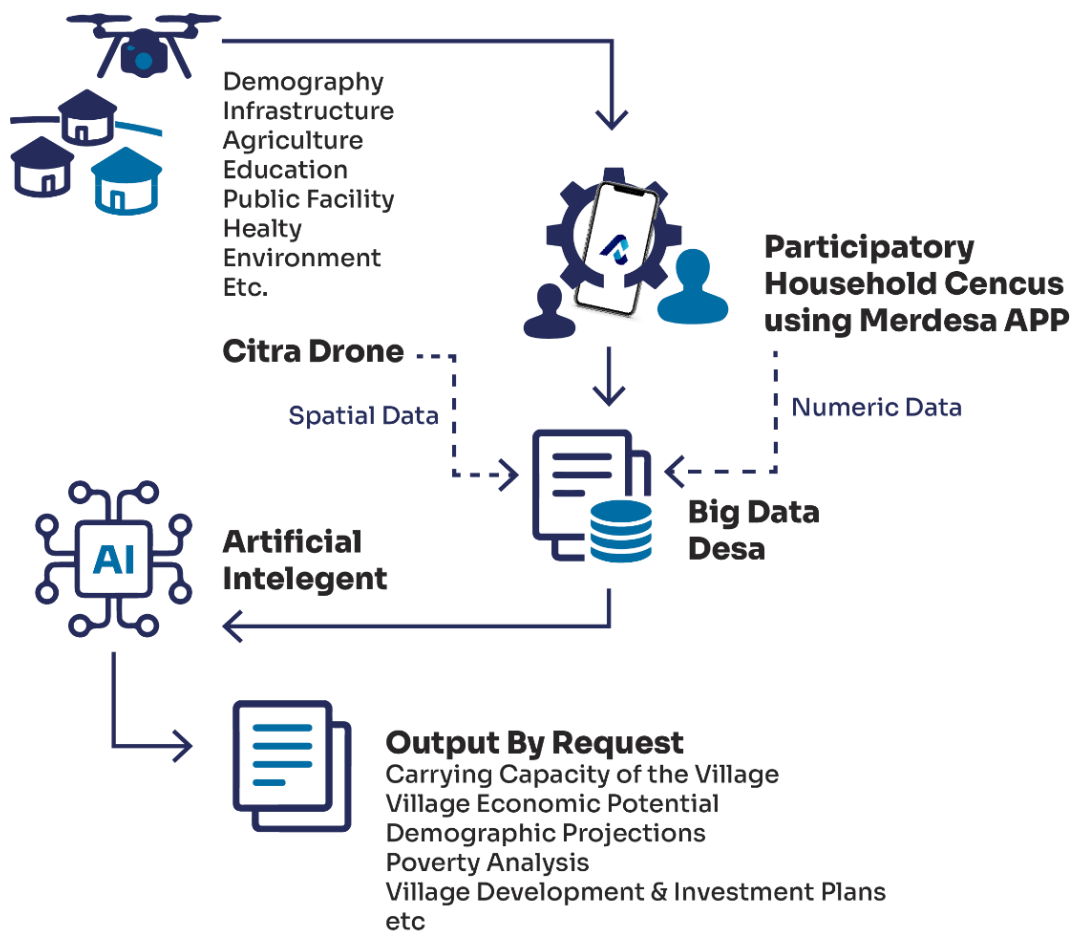 Demography
Infrastructure
Agriculture
Education
Public Facility
Healty
Environment
Etc.
Participatory
Household Cencus
using Merdesa APP
Citra Drone
Spatial Data
Numeric Data
Big Data
Desa
AI
Artificial
Intelegent
Output By Request
Carrying Capacity of the Village
Village Economic Potential
Demographic Projections
Poverty Analysis
Village Development & Investment Plans
etc